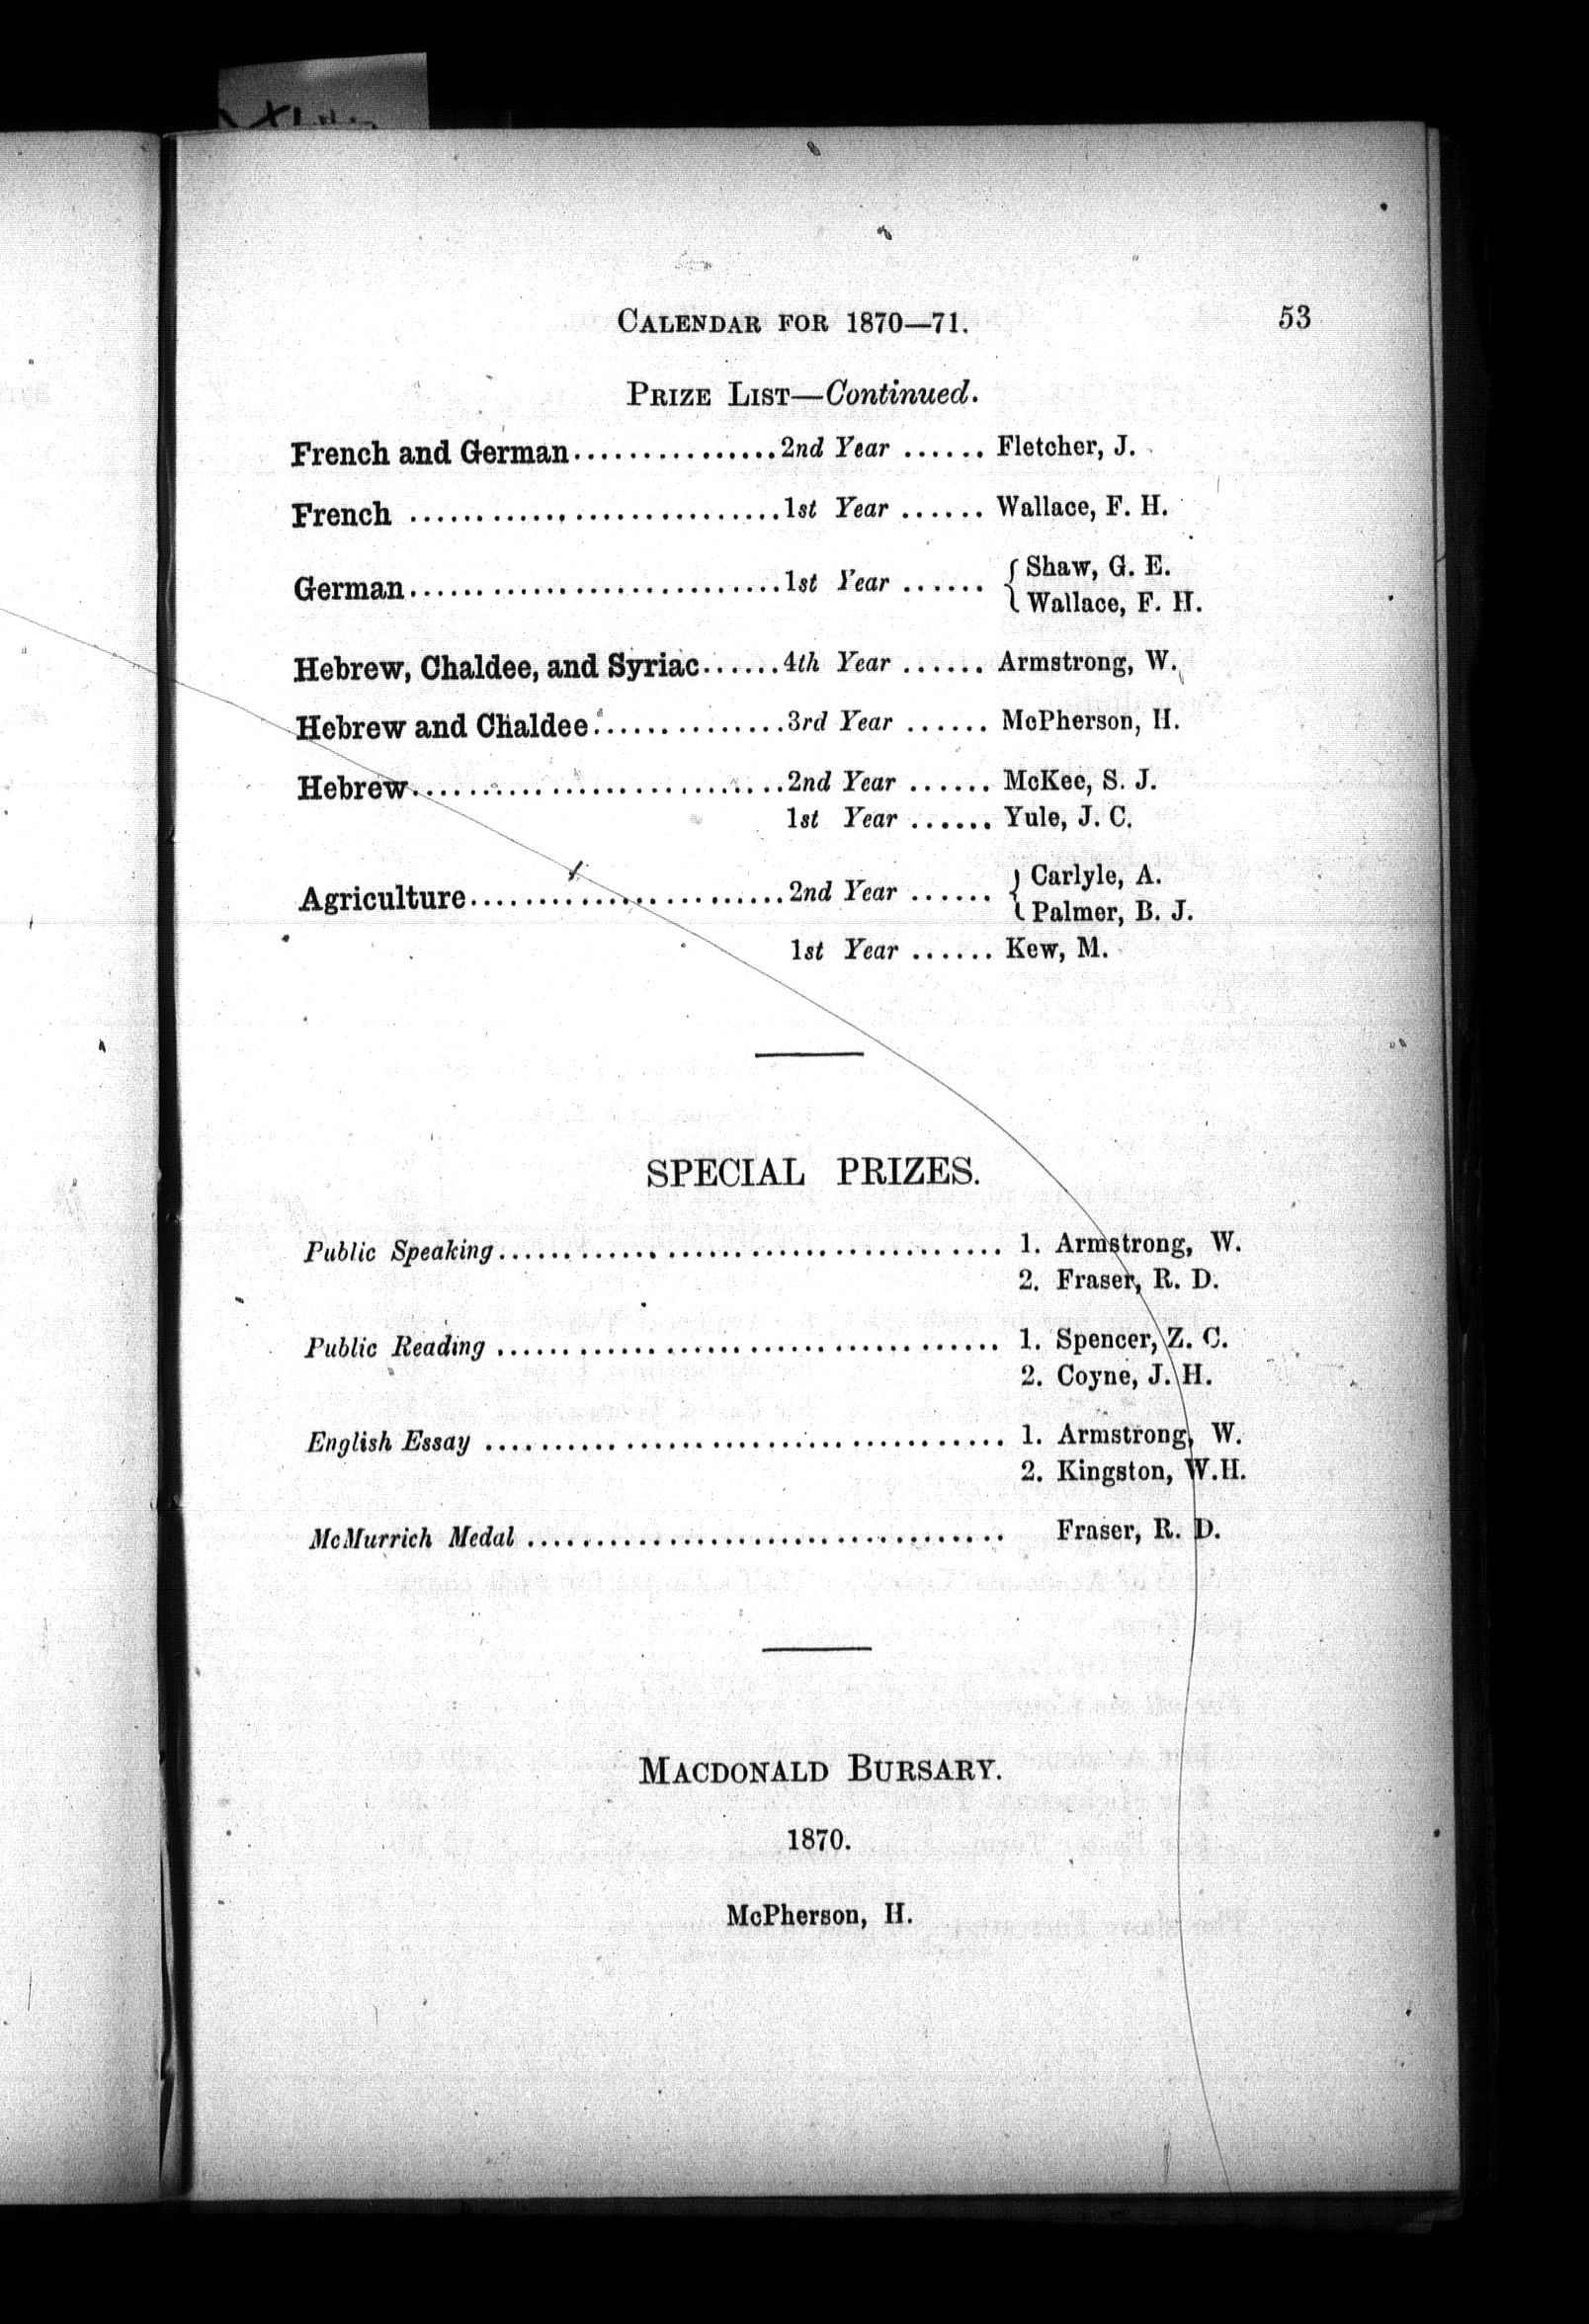 CALENDAR FOR 1870—71. 53
PRIZE LIST—Continued.
French and German...............2nd Year ...... Fletcher, J.
French ............................1st Year ...... Wallace, F. H.
German............................1st Year ...... { Shaw, G. E.
Wallace, F. H.
Hebrew, Chaldee, and Syriac......4th Year ...... Armstrong, W.
Hebrew and Chaldee..............3rd Year ...... McPherson, H.
Hebrew............................2nd Year ...... McKee, S. J.
1st Year ...... Yule, J. C.
Agriculture.......................2nd Year ...... { Carlyle, A.
Palmer, B. J.
1st Year ...... Kew, M.
SPECIAL PRIZES.
Public Speaking...................................... 1. Armstrong, W.
2. Fraser, R. D.
Public Reading ...................................... 1. Spencer, Z. C.
2. Coyne, J. H.
English Essay ....................................... 1. Armstrong, W.
2. Kingston, W.H.
McMurrich Medal .................................... Fraser, R. D.
MACDONALD BURSARY.
1870.
McPherson, H.